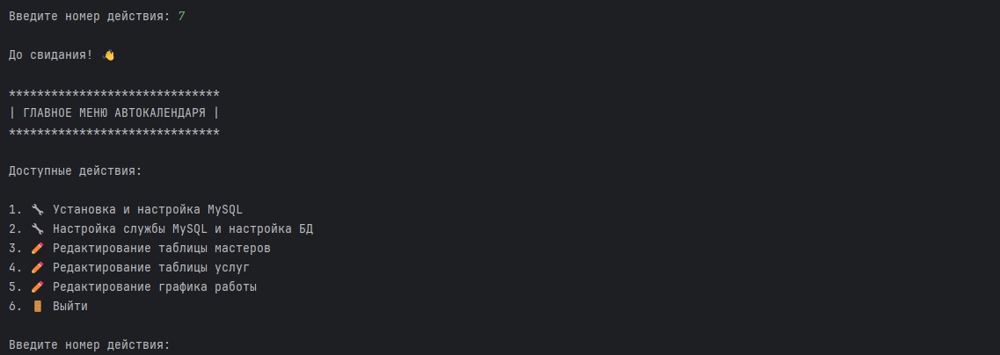 Введите номер действия: 7
До свидания! 👋
******************************
| ГЛАВНОЕ МЕНЮ АВТОКАЛЕНДАРЯ |
******************************
Доступные действия:
1. 🔧 Установка и настройка MySQL
2. 🔧 Настройка службы MySQL и настройка БД
3. ✏️ Редактирование таблицы мастеров
4. ✏️ Редактирование таблицы услуг
5. ✏️ Редактирование графика работы
6. 🚪 Выйти
Введите номер действия: